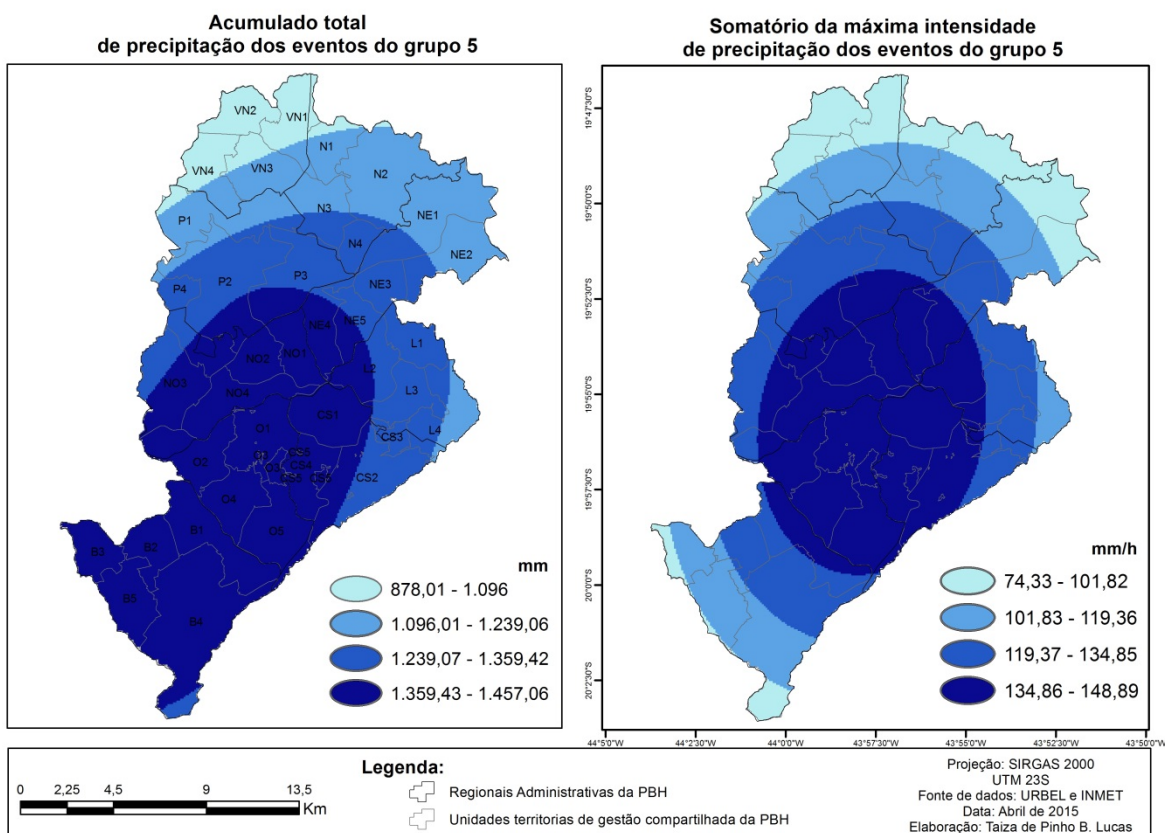 Acumulado total
de precipitação dos eventos do grupo 5
VN2
VN1
VN4
VN3
N1
N2
P1
N3
NE1
N4
NE2
P2
P3
P4
NE3
NE4
NE5
L1
NO2
NO1
L2
NO3
NO4
L3
CS1
O1
L4
CS3
O2
O3
CS4
CS5
CS2
O4
B1
O5
B3
B2
B5
B4
mm
878,01 - 1.096
1.096,01 - 1.239,06
1.239,07 - 1.359,42
1.359,43 - 1.457,06
Somatório da máxima intensidade
de precipitação dos eventos do grupo 5
19°47'30"S
19°50'0"S
19°52'30"S
19°55'0"S
19°57'30"S
20°0'0"S
20°2'30"S
mm/h
74,33 - 101,82
101,83 - 119,36
119,37 - 134,85
134,86 - 148,89
44°5'0"W
44°2'30"W
44°0'0"W
43°57'30"W
43°55'0"W
43°52'30"W
43°50'0"W
0 2,25 4,5 9 13,5
Km
Legenda:
Regionais Administrativas da PBH
Unidades territorias de gestão compartilhada da PBH
Projeção: SIRGAS 2000
UTM 23S
Fonte de dados: URBEL e INMET
Data: Abril de 2015
Elaboração: Taiza de Pinho B. Lucas